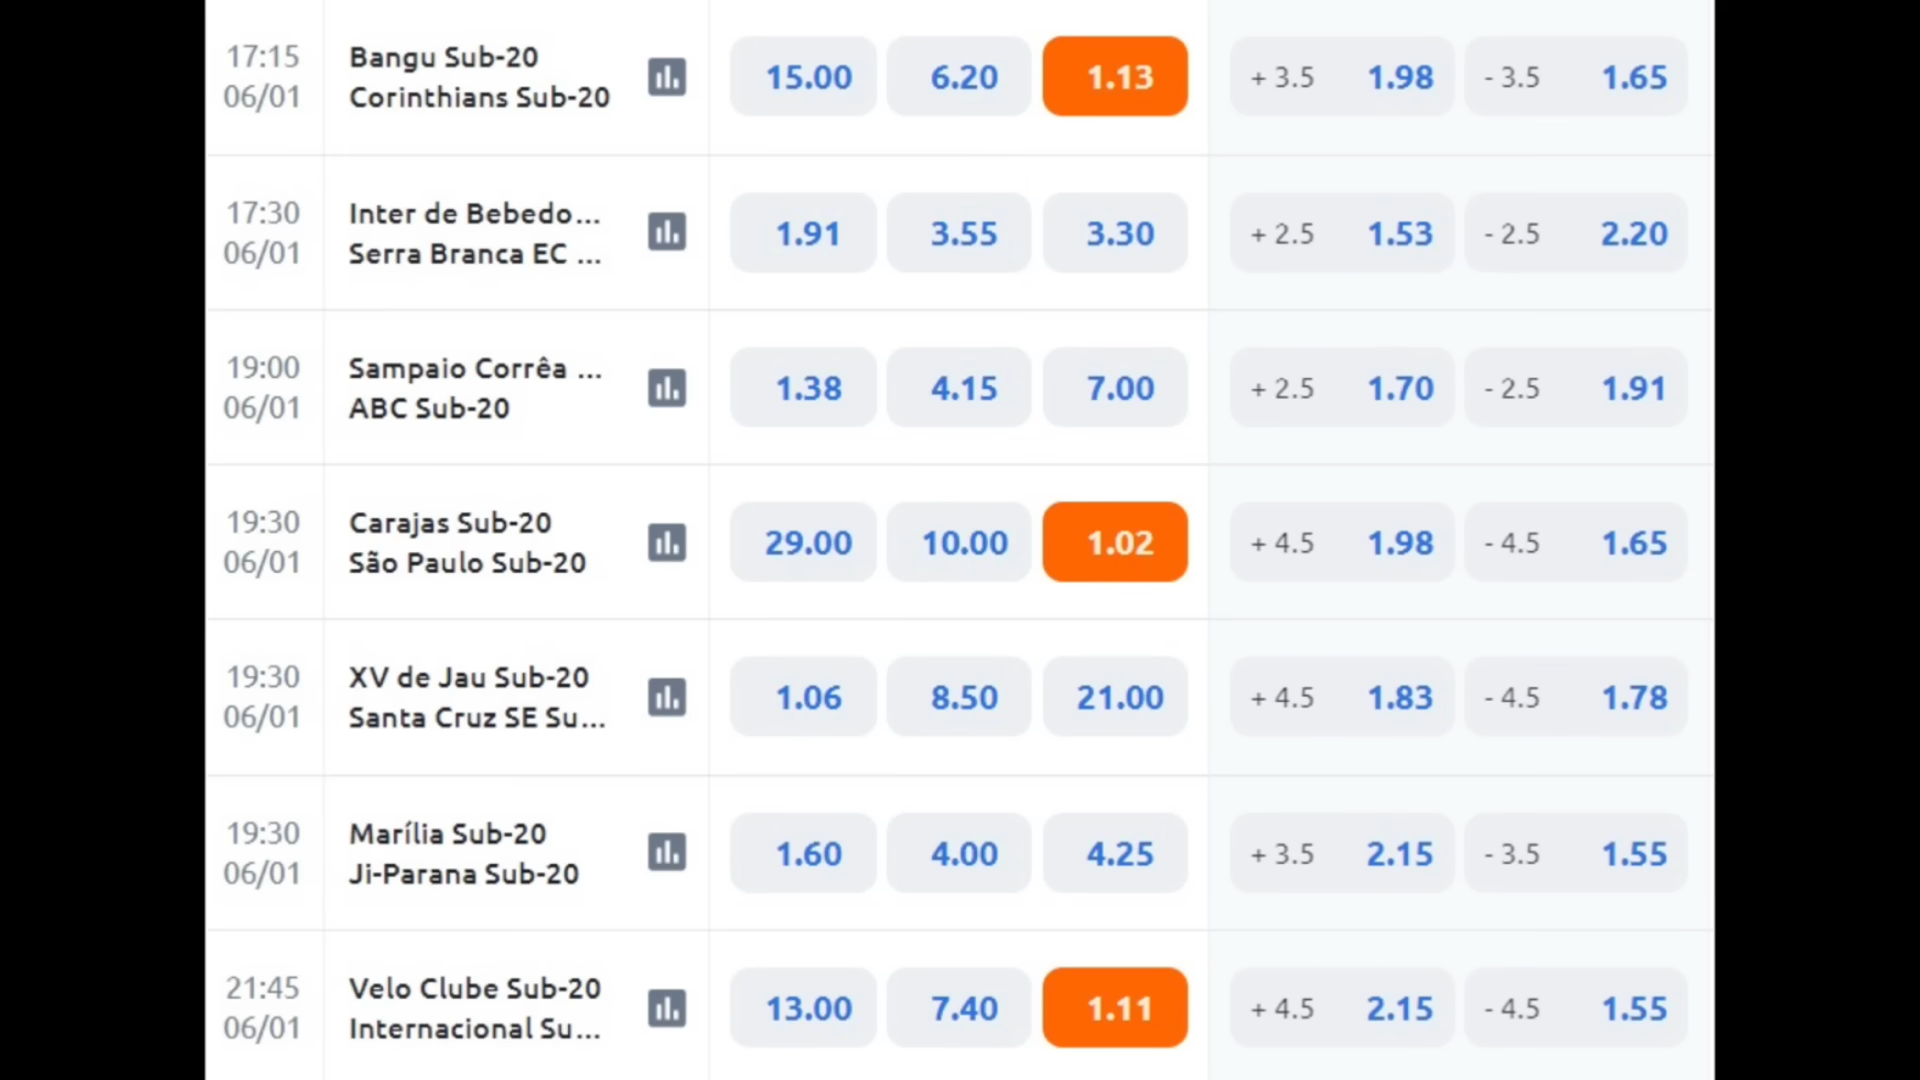 17:15 Bangu Sub-20 15.00 6.20 1.13 + 3.5 1.98 - 3.5 1.65
06/01 Corinthians Sub-20
17:30 Inter de Bebedo... 1.91 3.55 3.30 + 2.5 1.53 - 2.5 2.20
06/01 Serra Branca EC ...
19:00 Sampaio Corrêa ... 1.38 4.15 7.00 + 2.5 1.70 - 2.5 1.91
06/01 ABC Sub-20
19:30 Carajas Sub-20 29.00 10.00 1.02 + 4.5 1.98 - 4.5 1.65
06/01 São Paulo Sub-20
19:30 XV de Jau Sub-20 1.06 8.50 21.00 + 4.5 1.83 - 4.5 1.78
06/01 Santa Cruz SE Su...
19:30 Marília Sub-20 1.60 4.00 4.25 + 3.5 2.15 - 3.5 1.55
06/01 Ji-Parana Sub-20
21:45 Velo Clube Sub-20 13.00 7.40 1.11 + 4.5 2.15 - 4.5 1.55
06/01 Internacional Su...